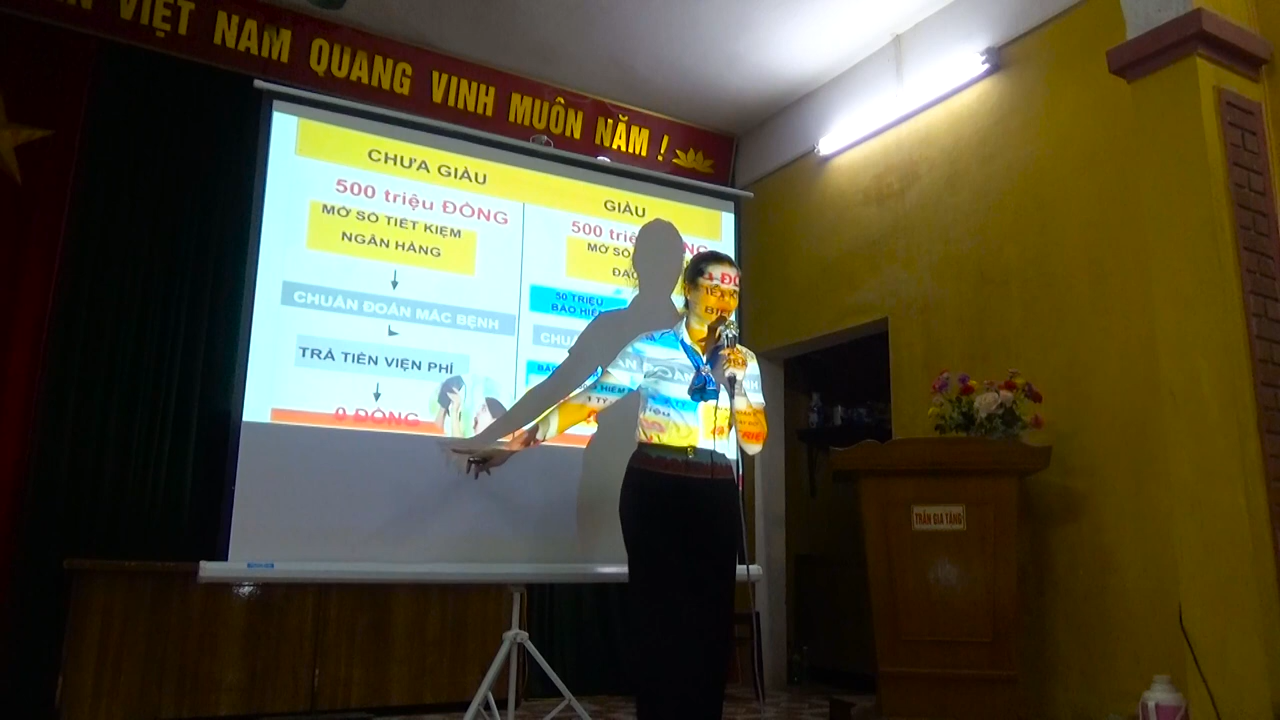 VIỆT NAM QUANG VINH MUÔN NĂM !
CHƯA GIÀU
500 triệu ĐỒNG
MỞ SỔ TIẾT KIỆM
NGÂN HÀNG
CHUẨN ĐOÁN MẮC BỆNH
TRẢ TIỀN VIỆN PHÍ
0 ĐỒNG
GIÀU
500
MỞ SỔ
50 TRIỆU
BẢO HIỂM
TRẦN GIA TĂNG